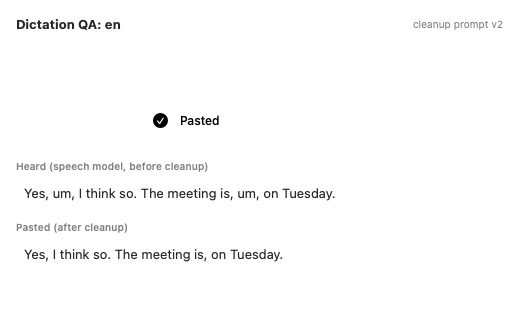 Dictation QA: en
cleanup prompt v2
Pasted
Heard (speech model, before cleanup)
Yes, um, I think so. The meeting is, um, on Tuesday.
Pasted (after cleanup)
Yes, I think so. The meeting is, on Tuesday.